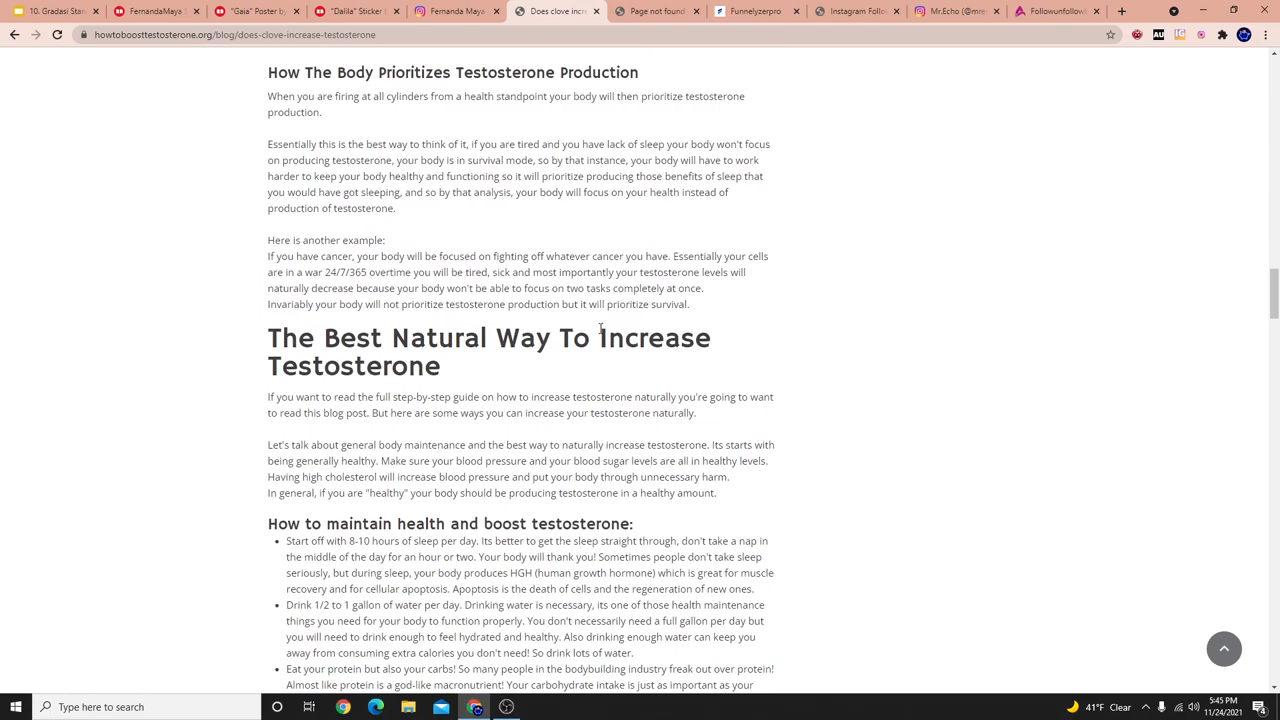 10. Gradasi Stan
FernandaMaya S
"Gaia" Poster by
"Dalila" Sticker b
Fernanda Maya
Does clove incre
Page not found
Funnelyzerpro
Instagram Follo
Mr.Echo (@mre
Followunfollow
howtoboosttestosterone.org/blog/does-clove-increase-testosterone
How The Body Prioritizes Testosterone Production
When you are firing at all cylinders from a health standpoint your body will then prioritize testosterone
production.
Essentially this is the best way to think of it, if you are tired and you have lack of sleep your body won't focus
on producing testosterone, your body is in survival mode, so by that instance, your body will have to work
harder to keep your body healthy and functioning so it will prioritize producing those benefits of sleep that
you would have got sleeping, and so by that analysis, your body will focus on your health instead of
production of testosterone.
Here is another example:
If you have cancer, your body will be focused on fighting off whatever cancer you have. Essentially your cells
are in a war 24/7/365 overtime you will be tired, sick and most importantly your testosterone levels will
naturally decrease because your body won't be able to focus on two tasks completely at once.
Invariably your body will not prioritize testosterone production but it will prioritize survival.
The Best Natural Way To Increase
Testosterone
If you want to read the full step-by-step guide on how to increase testosterone naturally you're going to want
to read this blog post. But here are some ways you can increase your testosterone naturally.
Let's talk about general body maintenance and the best way to naturally increase testosterone. Its starts with
being generally healthy. Make sure your blood pressure and your blood sugar levels are all in healthy levels.
Having high cholesterol will increase blood pressure and put your body through unnecessary harm.
In general, if you are "healthy" your body should be producing testosterone in a healthy amount.
How to maintain health and boost testosterone:
Start off with 8-10 hours of sleep per day. Its better to get the sleep straight through, don't take a nap in
the middle of the day for an hour or two. Your body will thank you! Sometimes people don't take sleep
seriously, but during sleep, your body produces HGH (human growth hormone) which is great for muscle
recovery and for cellular apoptosis. Apoptosis is the death of cells and the regeneration of new ones.
Drink 1/2 to 1 gallon of water per day. Drinking water is necessary, its one of those health maintenance
things you need for your body to function properly. You don't necessarily need a full gallon per day but
you will need to drink enough to feel hydrated and healthy. Also drinking enough water can keep you
away from consuming extra calories you don't need! So drink lots of water.
Eat your protein but also your carbs! So many people in the bodybuilding industry freak out over protein!
Almost like protein is a god-like macronutrient! Your carbohydrate intake is just as important as your
Type here to search
41°F Clear
5:45 PM
11/24/2021